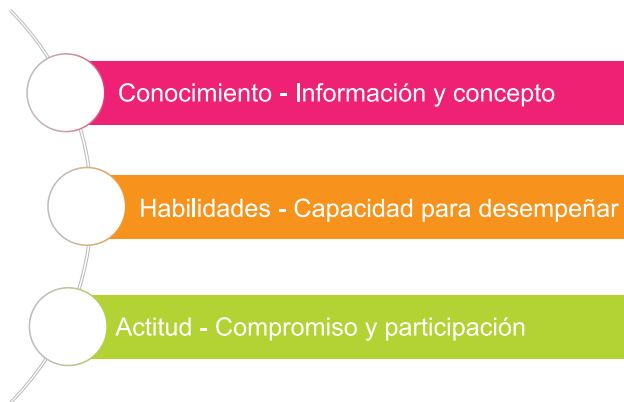 Conocimiento - Información y concepto
Habilidades - Capacidad para desempeñar
Actitud - Compromiso y participación